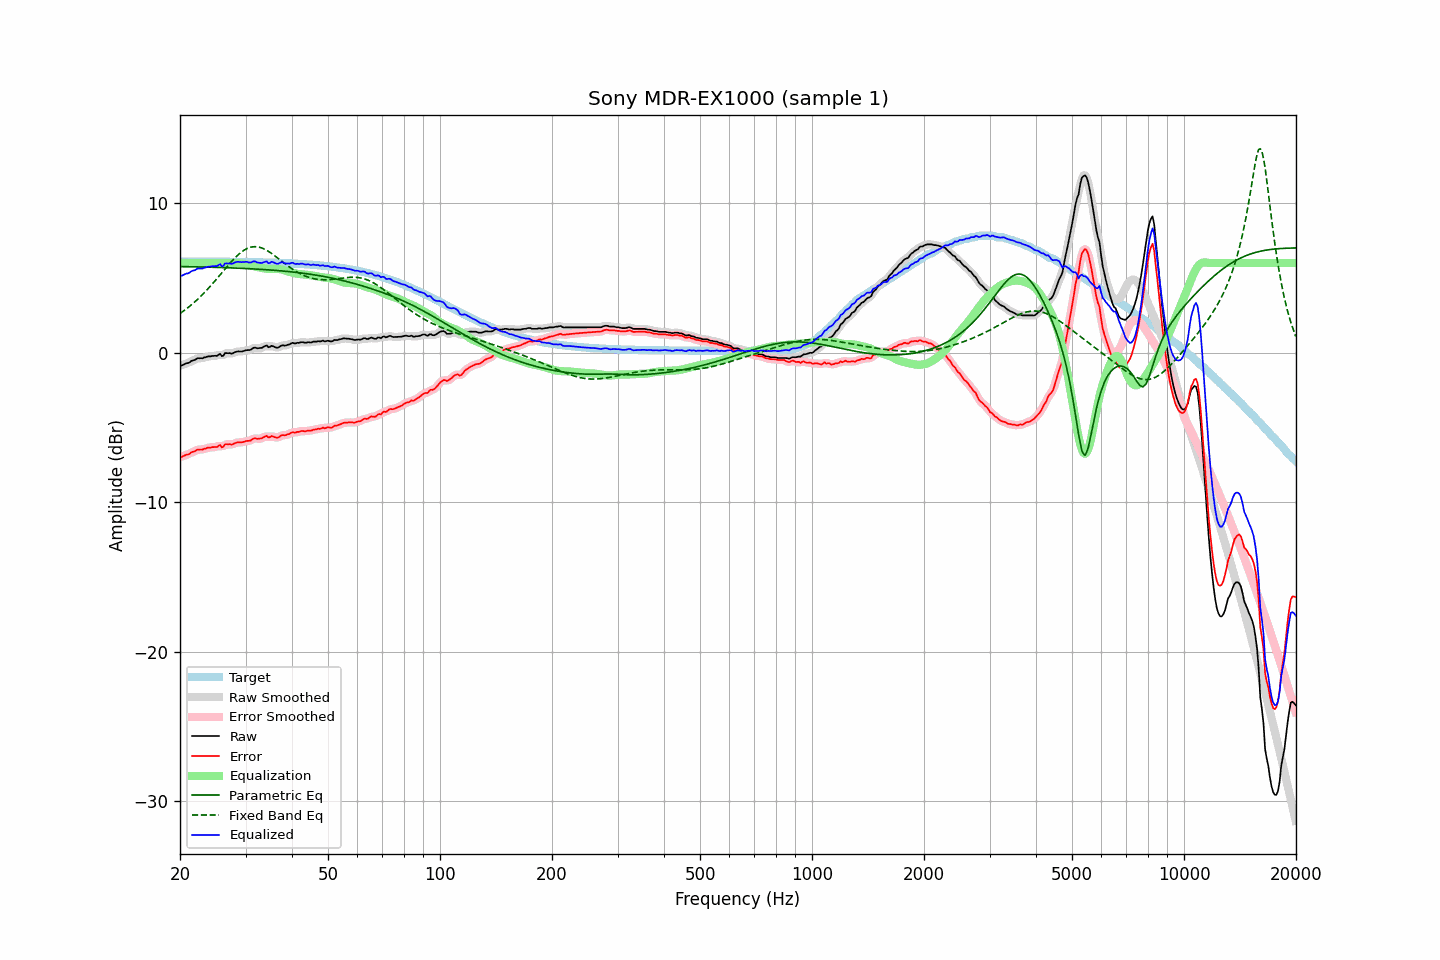 Sony MDR-EX1000 (sample 1)
Amplitude (dBr)
10
0
−10
−20
−30
Target
Raw Smoothed
Error Smoothed
Raw
Error
Equalization
Parametric Eq
Fixed Band Eq
Equalized
20 50 100 200 500 1000 2000 5000 10000 20000
Frequency (Hz)